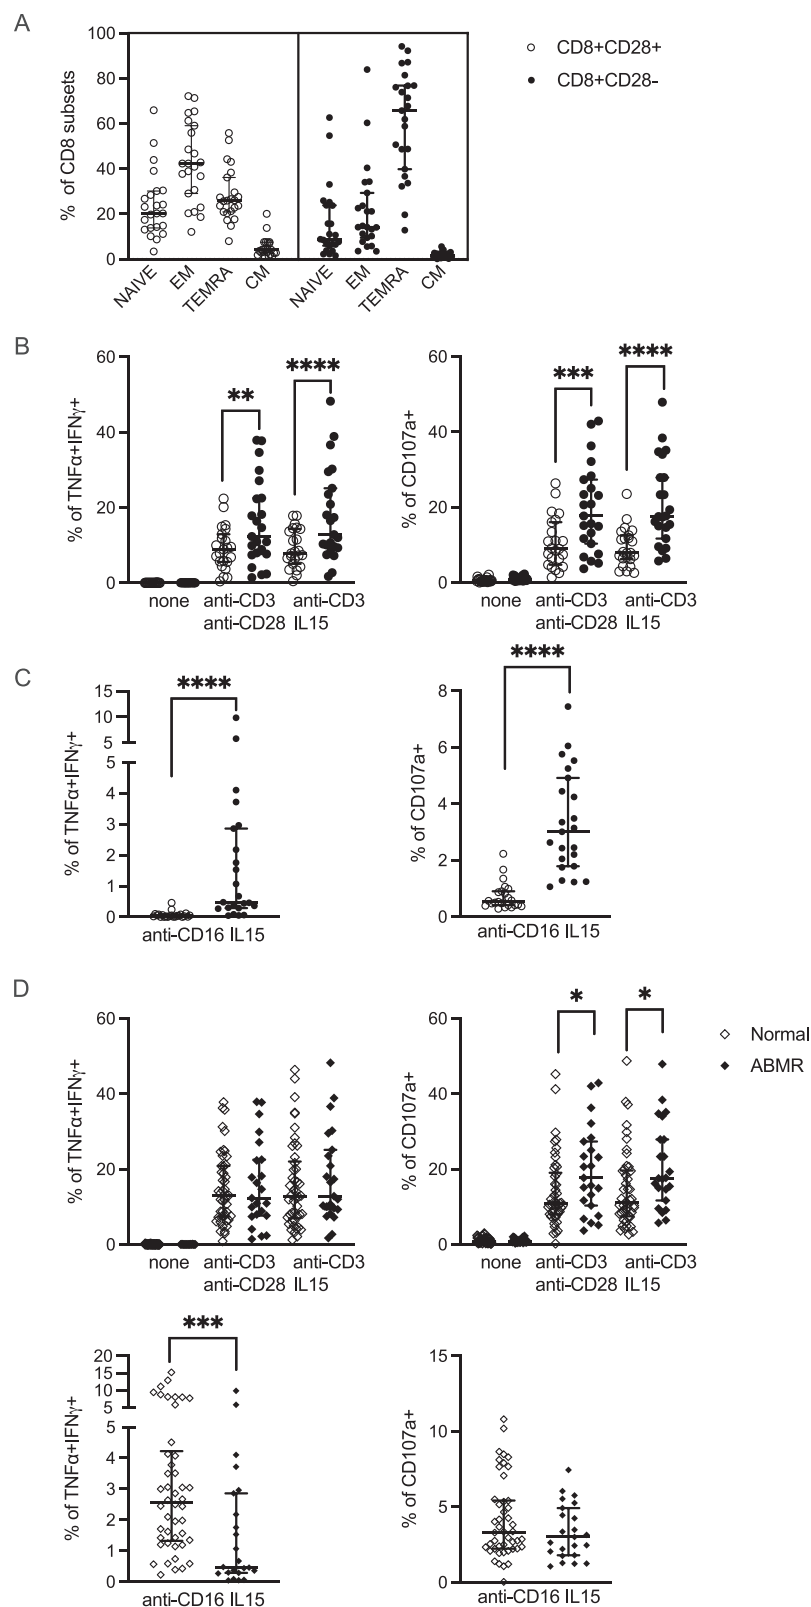 A
% of CD8 subsets
100
80
60
40
20
0
NAIVE EM TEMRA CM NAIVE EM TEMRA CM
CD8+CD28+
CD8+CD28-
B
% of TNFα+IFNγ+
60
40
20
0
** ****
none anti-CD3 anti-CD3
anti-CD28 IL15
% of CD107a+
60
40
20
0
*** ****
none anti-CD3 anti-CD3
anti-CD28 IL15
C
% of TNFα+IFNγ+
15
10
5
5
4
3
2
1
0
****
anti-CD16 IL15
% of CD107a+
8
6
4
2
0
****
anti-CD16 IL15
D
% of TNFα+IFNγ+
60
40
20
0
none anti-CD3 anti-CD3
anti-CD28 IL15
% of CD107a+
60
40
20
0
* *
none anti-CD3 anti-CD3
anti-CD28 IL15
Normal
ABMR
% of TNFα+IFNγ+
20
15
10
5
5
4
3
2
1
0
***
anti-CD16 IL15
% of CD107a+
15
10
5
0
anti-CD16 IL15